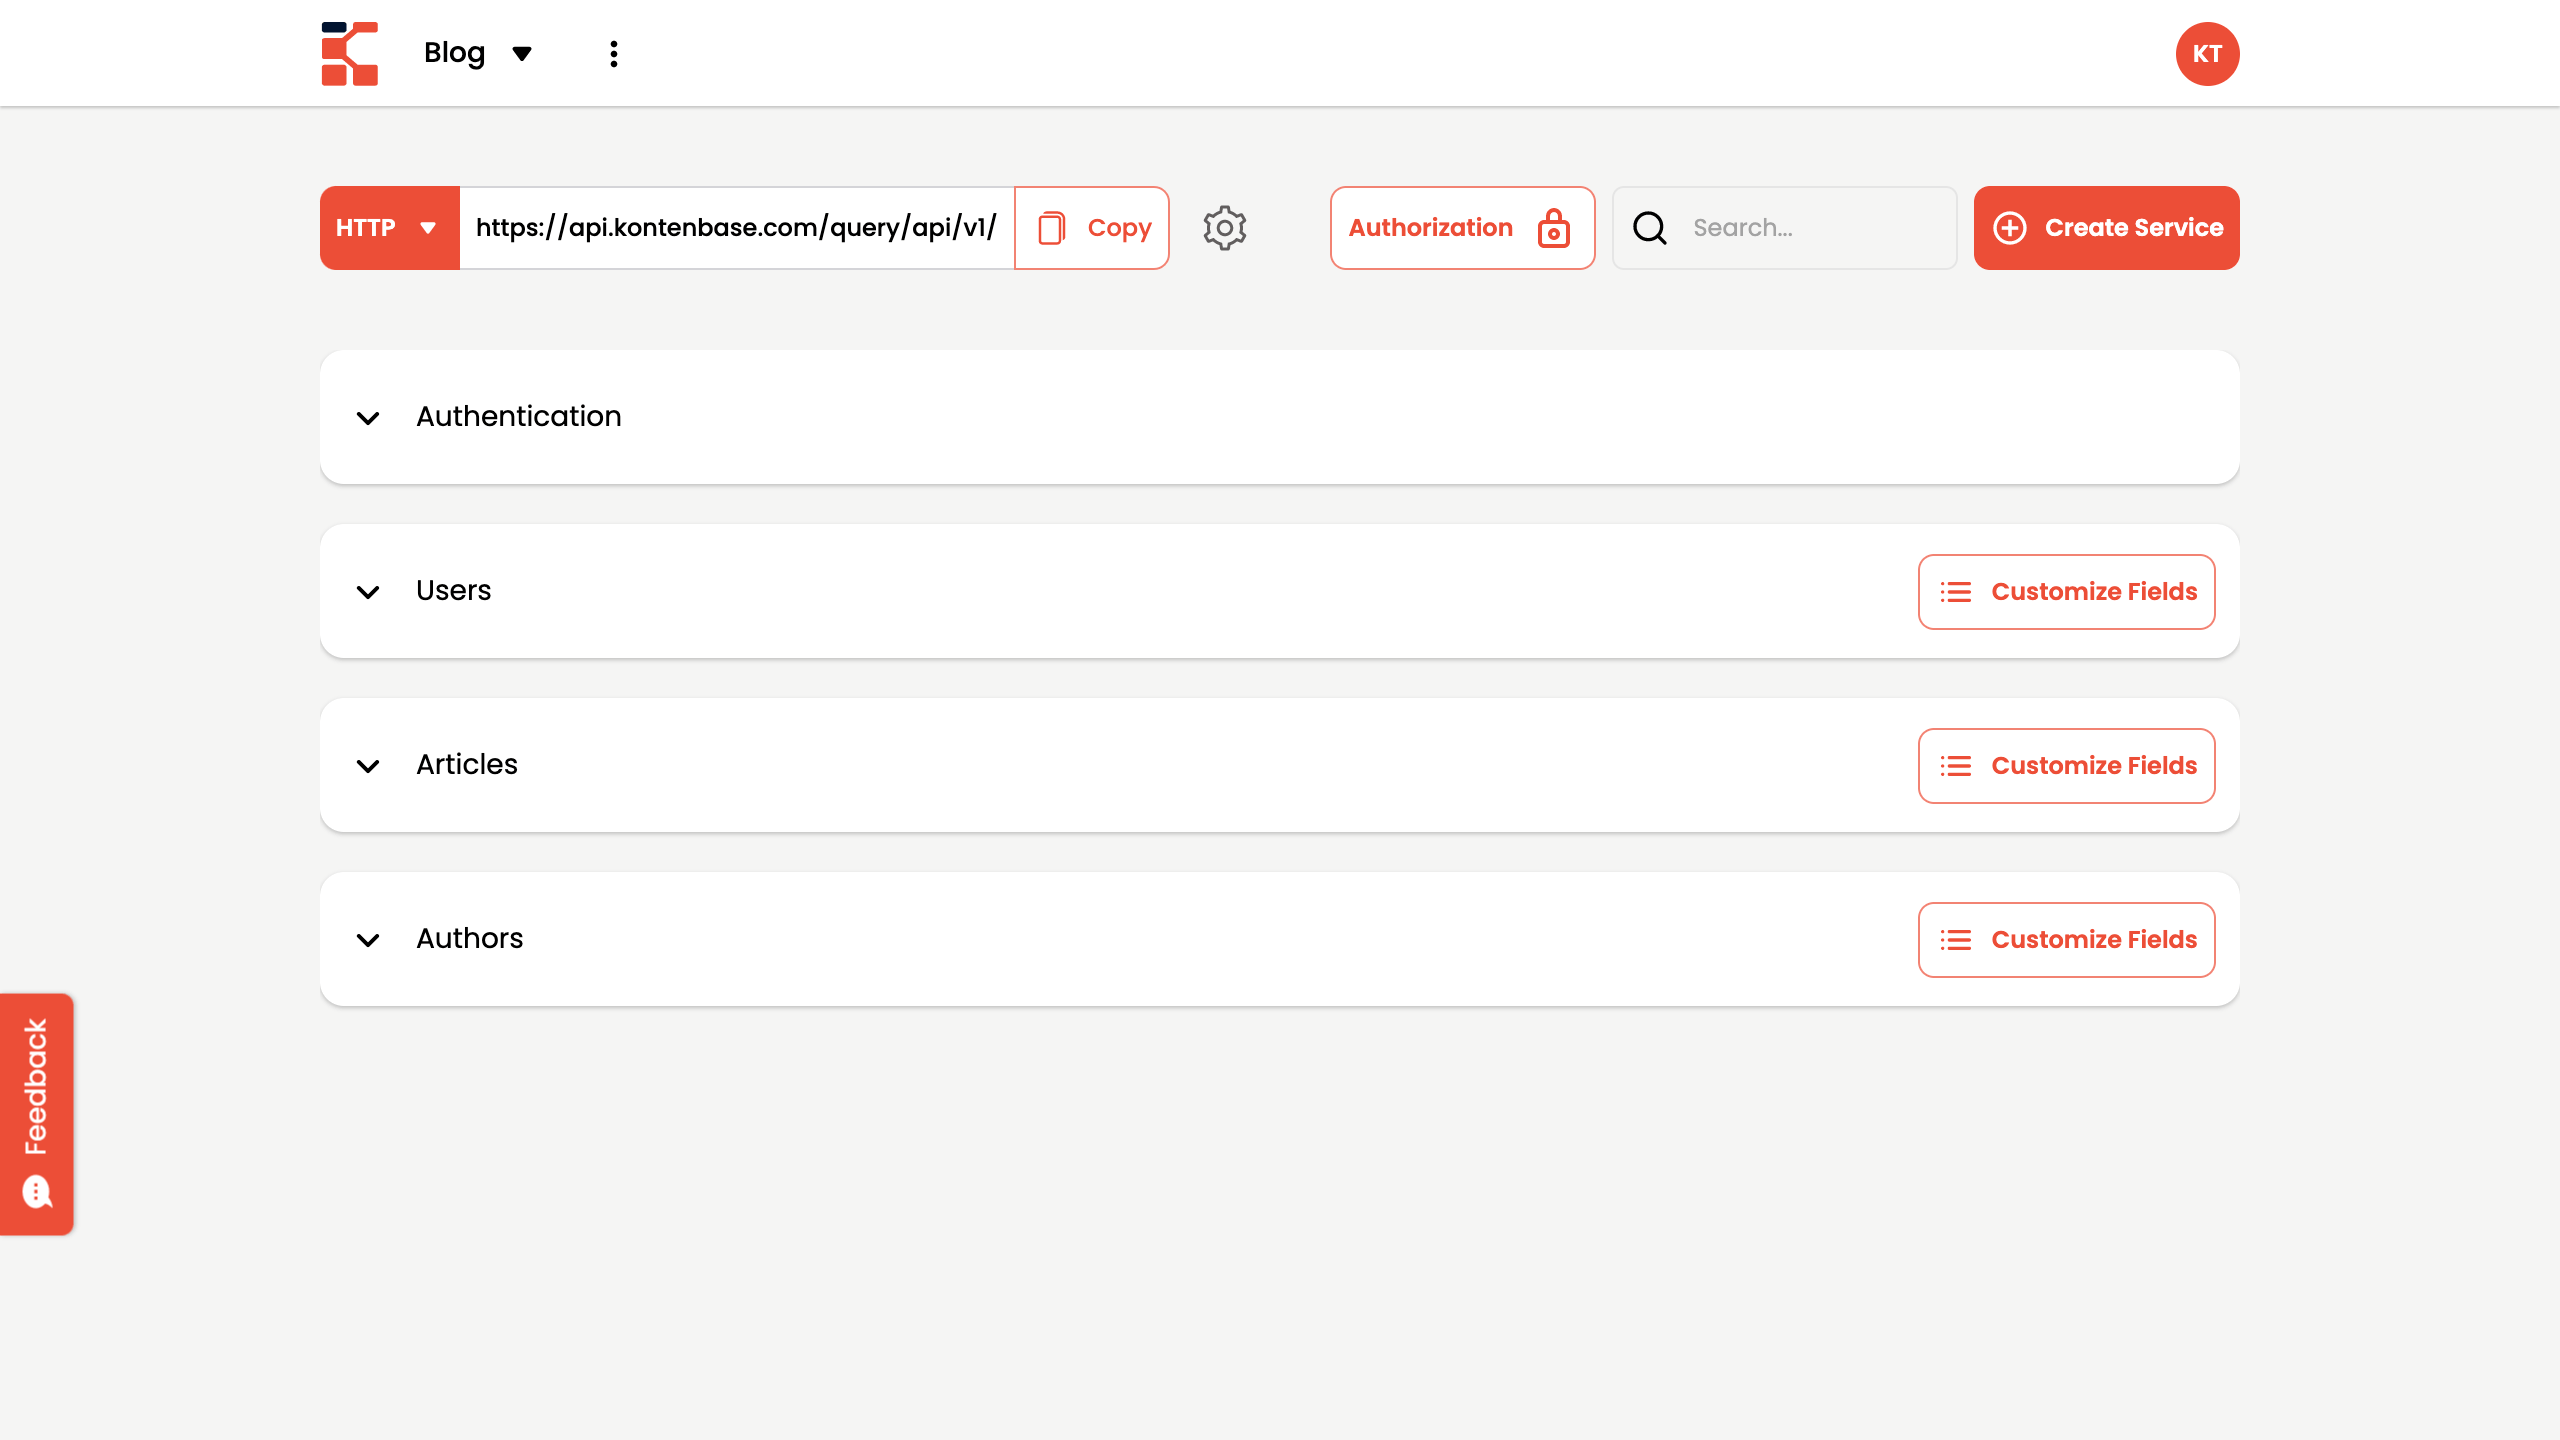 Blog
KT
HTTP
https://api.kontenbase.com/query/api/v1/
Copy
Authorization
Search...
Create Service
Authentication
Users
Customize Fields
Articles
Customize Fields
Authors
Customize Fields
Feedback